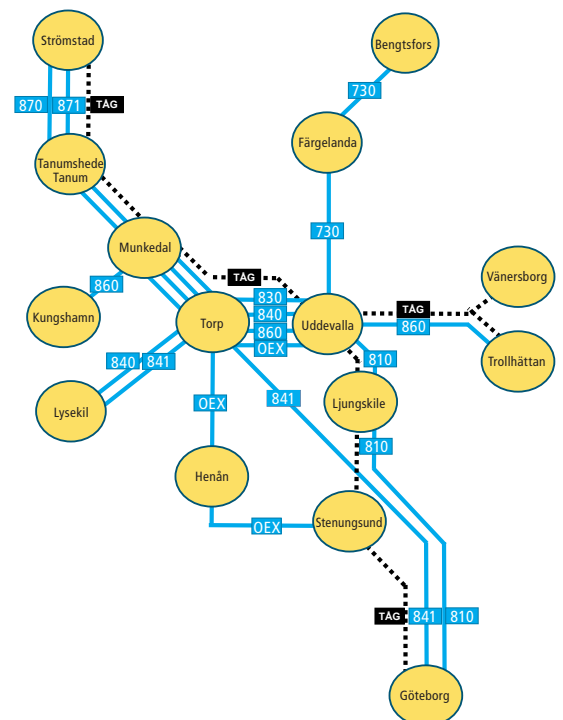 Strömstad
Bengtsfors
730
870 871 TÅG
Färgelanda
Tanumshede
Tanum
730
Munkedal
TÅG
Vänersborg
860
830
TÅG
Kungshamn
Torp
840
Uddevalla
860
860
OEX
810
Trollhättan
840 841
OEX
841
Ljungskile
Lysekil
810
Henån
Stenungsund
OEX
TÅG 841 810
Göteborg